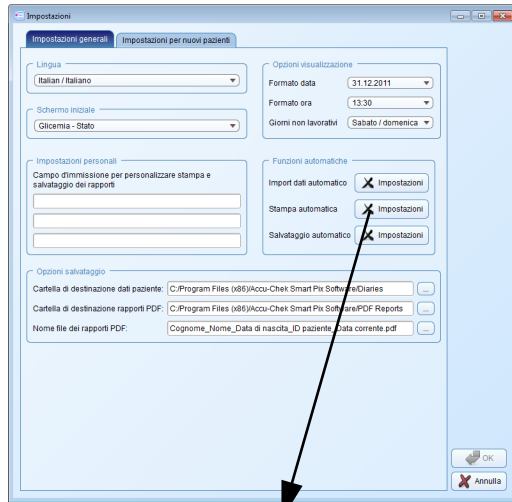 Impostazioni
Impostazioni generali
Impostazioni per nuovi pazienti
Lingua
Italian / Italiano
Schermo iniziale
Glicemia - Stato
Opzioni visualizzazione
Formato data 31.12.2011
Formato ora 13:30
Giorni non lavorativi Sabato / domenica
Impostazioni personali
Campo d'immissione per personalizzare stampa e
salvataggio dei rapporti
Funzioni automatiche
Import dati automatico Impostazioni
Stampa automatica Impostazioni
Salvataggio automatico Impostazioni
Opzioni salvataggio
Cartella di destinazione dati paziente: C:/Program Files (x86)/Accu-Chek Smart Pix Software/Diaries ...
Cartella di destinazione rapporti PDF: C:/Program Files (x86)/Accu-Chek Smart Pix Software/PDF Reports ...
Nome file dei rapporti PDF: Cognome_Nome_Data di nascita_ID paziente_Data corrente.pdf ...
OK
Annulla